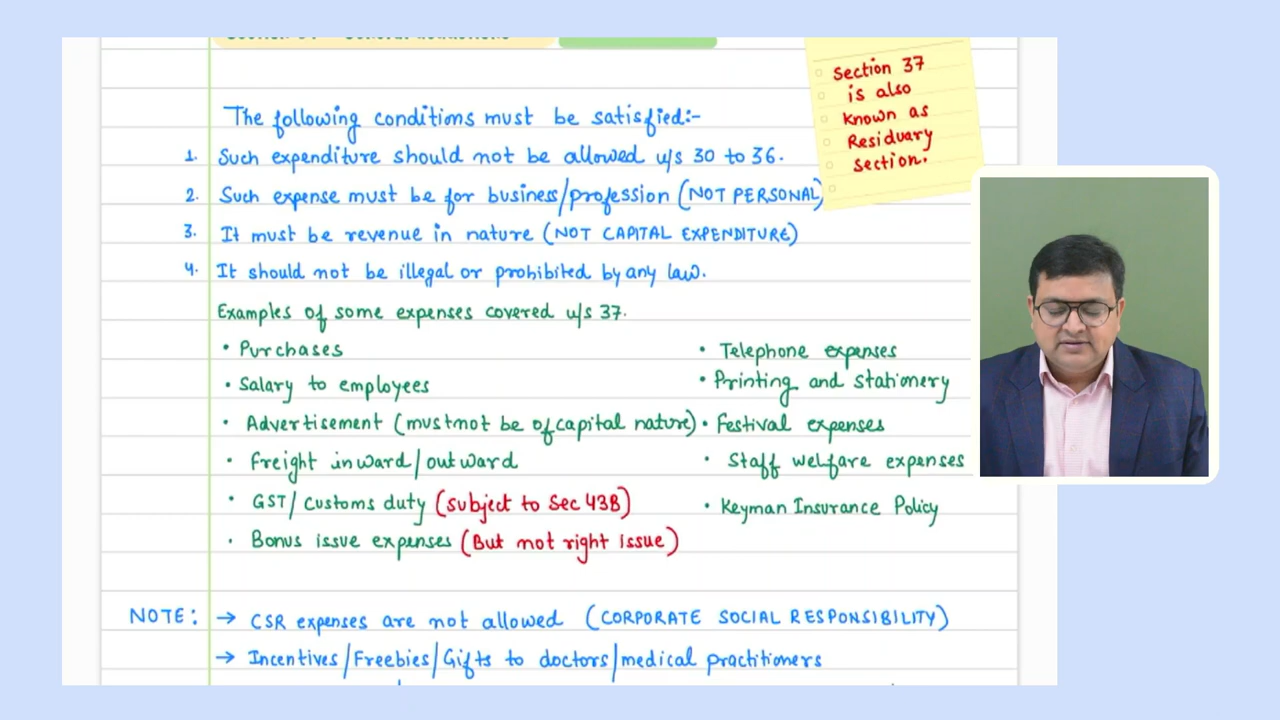 Section 37
is also
known as
Residuary
section.
The following conditions must be satisfied:-
1. Such expenditure should not be allowed u/s 30 to 36.
2. Such expense must be for business/profession (NOT PERSONAL)
3. It must be revenue in nature (NOT CAPITAL EXPENDITURE)
4. It should not be illegal or prohibited by any law.
Examples of some expenses covered u/s 37.
• Purchases
• Salary to employees
• Advertisement (must not be of capital nature)
• Freight inward/outward
• GST/Customs duty (subject to Sec 43B)
• Bonus issue expenses (But not right issue)
• Telephone expenses
• Printing and stationery
• Festival expenses
• Staff welfare expenses
• Keyman Insurance Policy
NOTE: → CSR expenses are not allowed (CORPORATE SOCIAL RESPONSIBILITY)
→ Incentives/Freebies/Gifts to doctors/medical practitioners